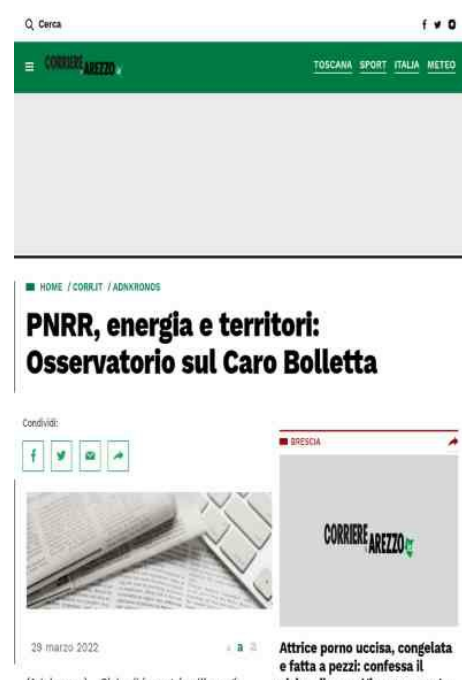 Cerca
CORRIERE AREZZO
TOSCANA SPORT ITALIA METEO
HOME / CORR.IT / ADNKRONOS
PNRR, energia e territori:
Osservatorio sul Caro Bolletta
Condividi:
BRESCIA
CORRIERE AREZZO
29 marzo 2022
a a a
Attrice porno uccisa, congelata
e fatta a pezzi: confessa il